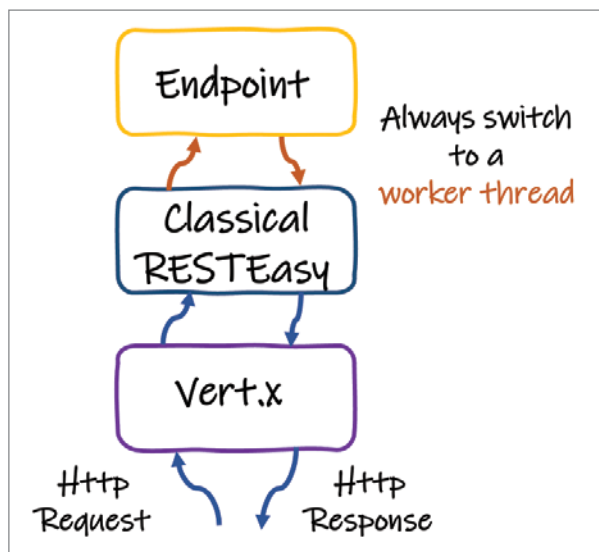 Endpoint
Always switch
to a
worker thread
Classical
RESTEasy
Vert.x
Http
Request
Http
Response